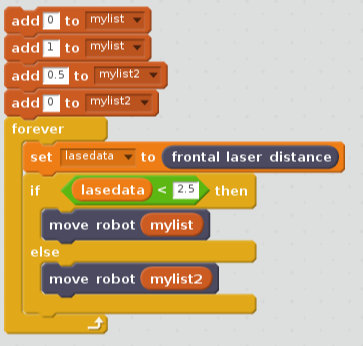 add 0 to mylist
add 1 to mylist
add 0.5 to mylist2
add 0 to mylist2
forever
set lasedata to frontal laser distance
if lasedata < 2.5 then
move robot mylist
else
move robot mylist2